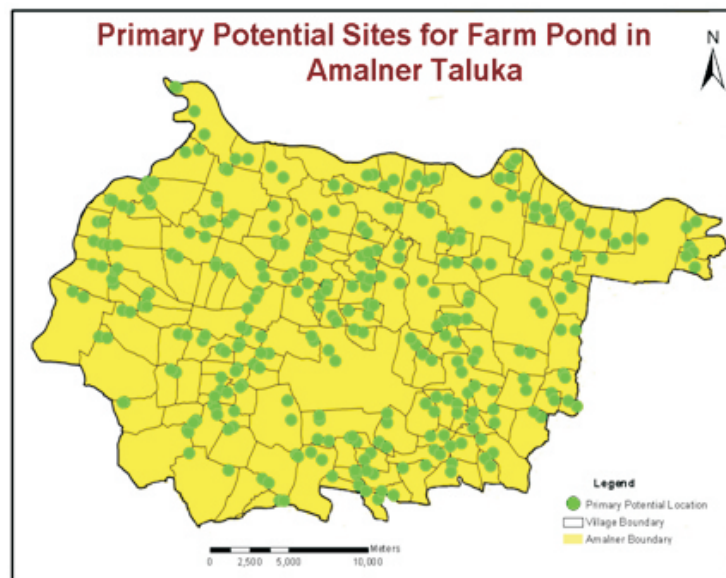 Primary Potential Sites for Farm Pond in
Amalner Taluka
N
Legend
Primary Potential Location
Village Boundary
Amalner Boundary
Meters
0 2,500 5,000 10,000